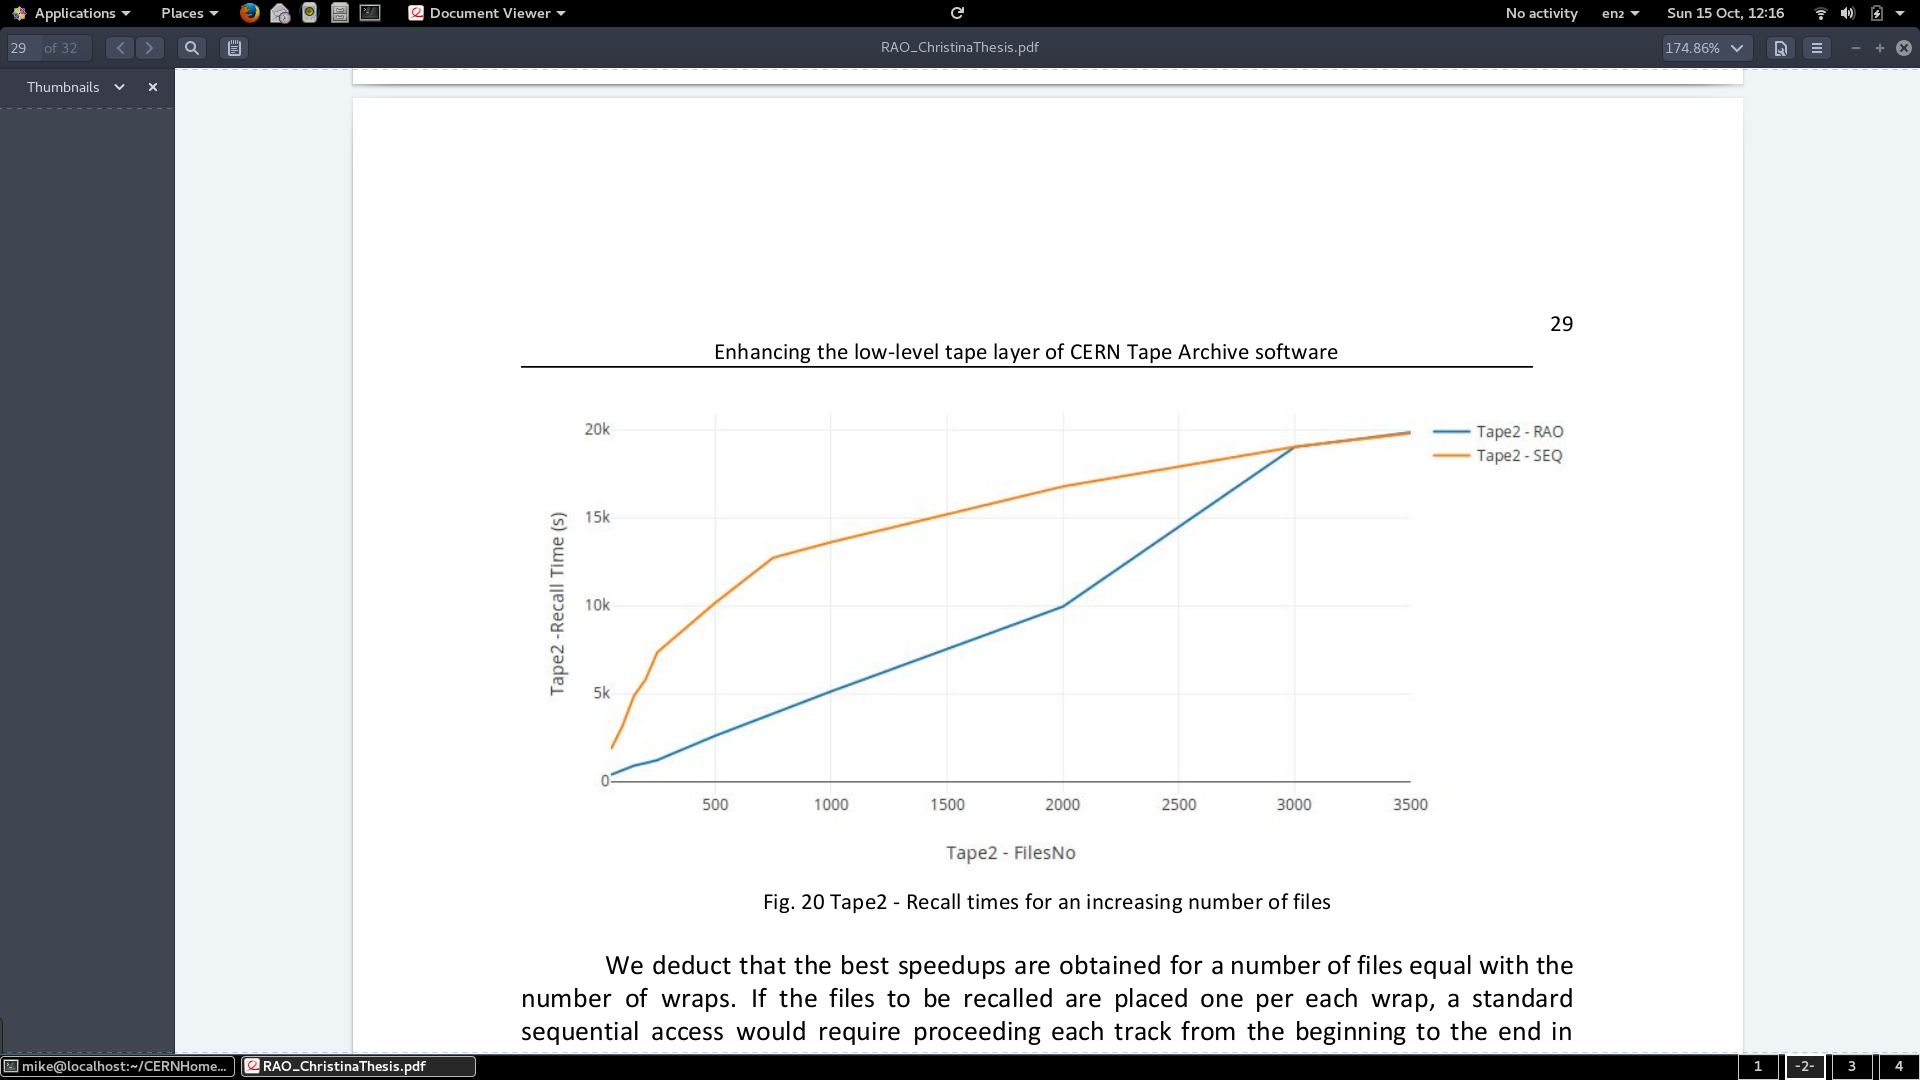 Applications Places Document Viewer No activity en₂ Sun 15 Oct, 12:16
29 of 32 RAO_ChristinaThesis.pdf 174.86%
Thumbnails
29
Enhancing the low-level tape layer of CERN Tape Archive software
20k
15k
10k
5k
0
Tape2 -Recall Time (s)
Tape2 - RAO
Tape2 - SEQ
500 1000 1500 2000 2500 3000 3500
Tape2 - FilesNo
Fig. 20 Tape2 - Recall times for an increasing number of files
We deduct that the best speedups are obtained for a number of files equal with the
number of wraps. If the files to be recalled are placed one per each wrap, a standard
sequential access would require proceeding each track from the beginning to the end in
mike@localhost:~/CERNHome... RAO_ChristinaThesis.pdf 1 -2- 3 4